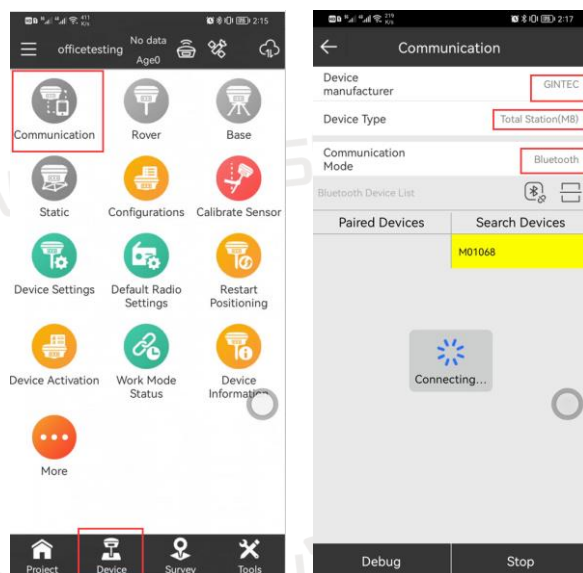 411
K/s
2:15
officetesting
No data
Age0
Communication
Rover
Base
Static
Configurations
Calibrate Sensor
Device Settings
Default Radio
Settings
Restart
Positioning
Device Activation
Work Mode
Status
Device
Information
More
Project
Device
Survey
Tools
219
K/s
2:17
Communication
Device
manufacturer
GINTEC
Device Type
Total Station(M8)
Communication
Mode
Bluetooth
Bluetooth Device List
Paired Devices
Search Devices
M01068
Connecting...
Debug
Stop